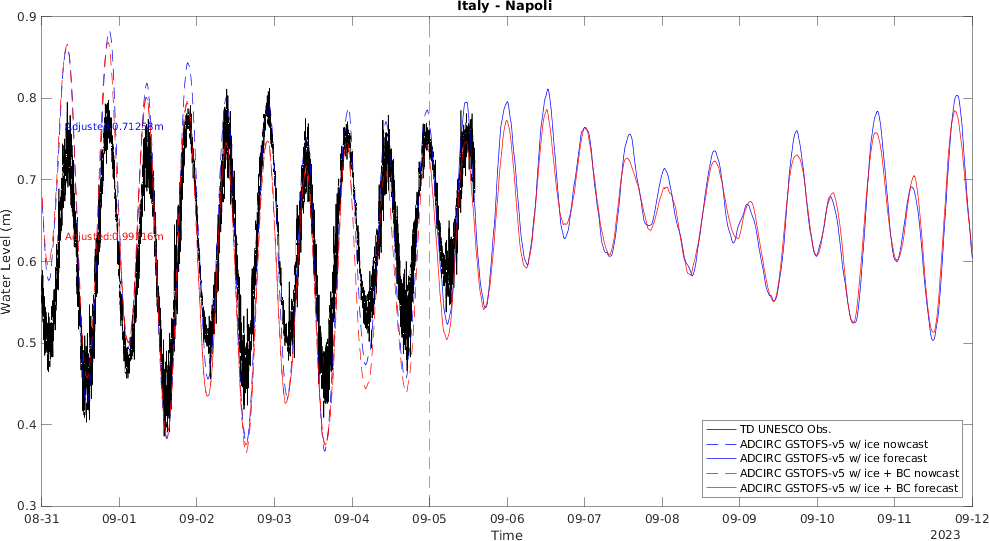 Italy - Napoli
0.9
0.8
0.7
0.6
0.5
0.4
0.3
Water Level (m)
TD UNESCO Obs.
ADCIRC GSTOFS-v5 w/ ice nowcast
ADCIRC GSTOFS-v5 w/ ice forecast
ADCIRC GSTOFS-v5 w/ ice + BC nowcast
ADCIRC GSTOFS-v5 w/ ice + BC forecast
08-31 09-01 09-02 09-03 09-04 09-05 09-06 09-07 09-08 09-09 09-10 09-11 09-12
Time
2023